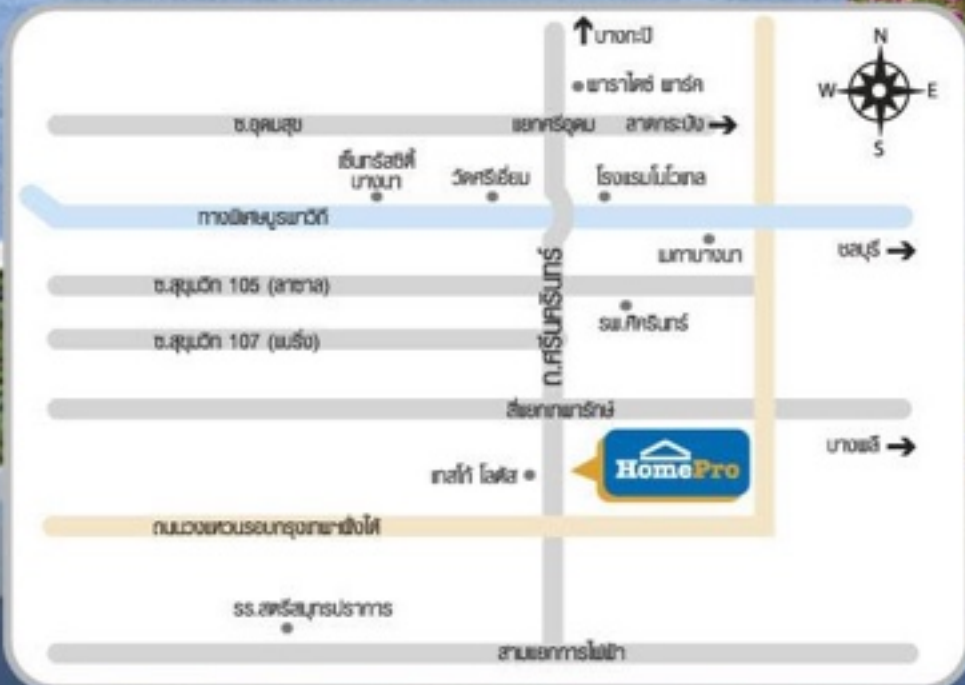 บางกะปิ
พาราไดซ์ พาร์ค
N
W
E
S
ซ.อุดมสุข
แยกศรีอุดม
ลาดกระบัง
เซ็นทรัลซิตี้
บางนา
วัดศรีเอี่ยม
โรงแรมโนโวเทล
ทางพิเศษบูรพาวิถี
เมกาบางนา
ชลบุรี
ซ.สุขุมวิท 105 (ลาซาล)
รพ.ศิครินทร์
ซ.สุขุมวิท 107 (แบริ่ง)
ถ.ศรีนครินทร์
สี่แยกเทพารักษ์
บางพลี
HomePro
เทสโก้ โลตัส
ถนนวงแหวนรอบกรุงเทพฯฝั่งใต้
รร.สตรีสมุทรปราการ
สามแยกการไฟฟ้า